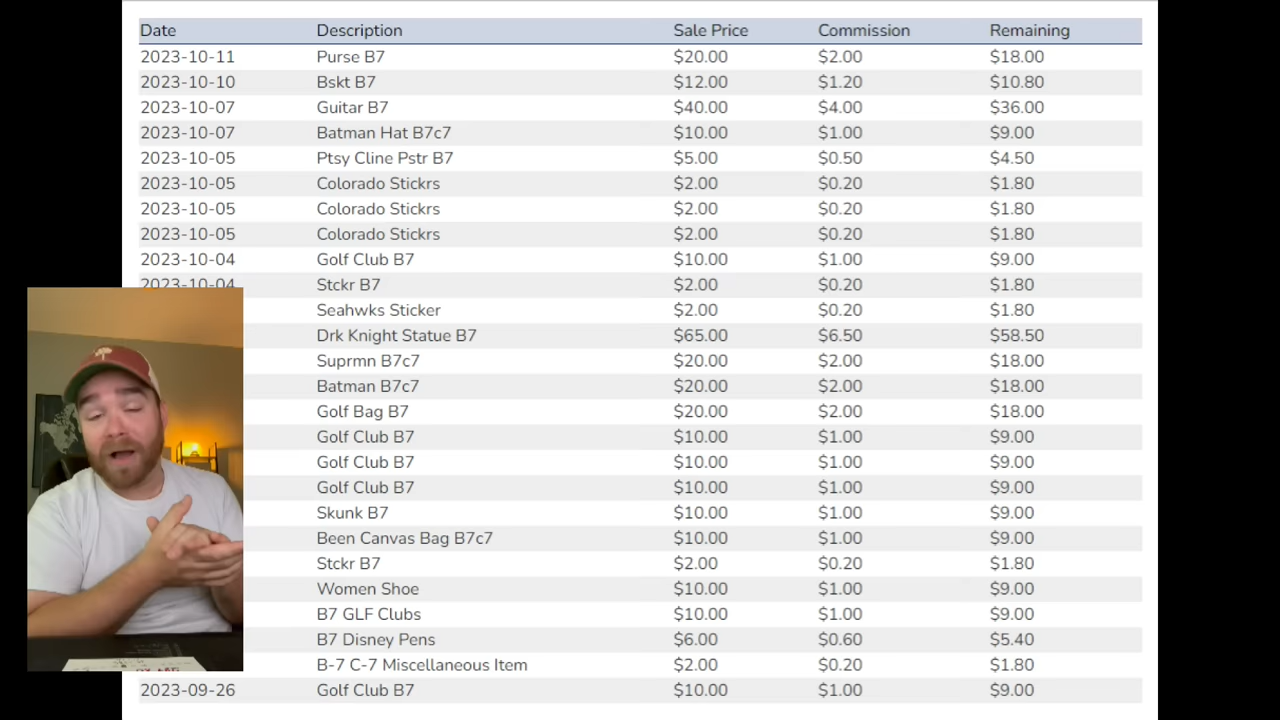 Date Description Sale Price Commission Remaining
2023-10-11 Purse B7 $20.00 $2.00 $18.00
2023-10-10 Bskt B7 $12.00 $1.20 $10.80
2023-10-07 Guitar B7 $40.00 $4.00 $36.00
2023-10-07 Batman Hat B7c7 $10.00 $1.00 $9.00
2023-10-05 Ptsy Cline Pstr B7 $5.00 $0.50 $4.50
2023-10-05 Colorado Stickrs $2.00 $0.20 $1.80
2023-10-05 Colorado Stickrs $2.00 $0.20 $1.80
2023-10-05 Colorado Stickrs $2.00 $0.20 $1.80
2023-10-04 Golf Club B7 $10.00 $1.00 $9.00
2023-10-04 Stckr B7 $2.00 $0.20 $1.80
Seahwks Sticker $2.00 $0.20 $1.80
Drk Knight Statue B7 $65.00 $6.50 $58.50
Suprmn B7c7 $20.00 $2.00 $18.00
Batman B7c7 $20.00 $2.00 $18.00
Golf Bag B7 $20.00 $2.00 $18.00
Golf Club B7 $10.00 $1.00 $9.00
Golf Club B7 $10.00 $1.00 $9.00
Golf Club B7 $10.00 $1.00 $9.00
Skunk B7 $10.00 $1.00 $9.00
Been Canvas Bag B7c7 $10.00 $1.00 $9.00
Stckr B7 $2.00 $0.20 $1.80
Women Shoe $10.00 $1.00 $9.00
B7 GLF Clubs $10.00 $1.00 $9.00
B7 Disney Pens $6.00 $0.60 $5.40
B-7 C-7 Miscellaneous Item $2.00 $0.20 $1.80
2023-09-26 Golf Club B7 $10.00 $1.00 $9.00